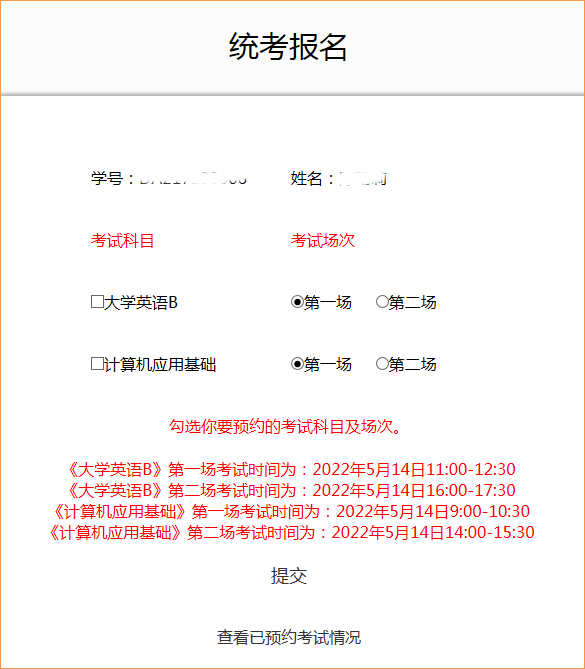 统考报名
学号： 姓名：
考试科目 考试场次
大学英语B 第一场 第二场
计算机应用基础 第一场 第二场
勾选你要预约的考试科目及场次。
《大学英语B》第一场考试时间为：2022年5月14日11:00-12:30
《大学英语B》第二场考试时间为：2022年5月14日16:00-17:30
《计算机应用基础》第一场考试时间为：2022年5月14日9:00-10:30
《计算机应用基础》第二场考试时间为：2022年5月14日14:00-15:30
提交
查看已预约考试情况